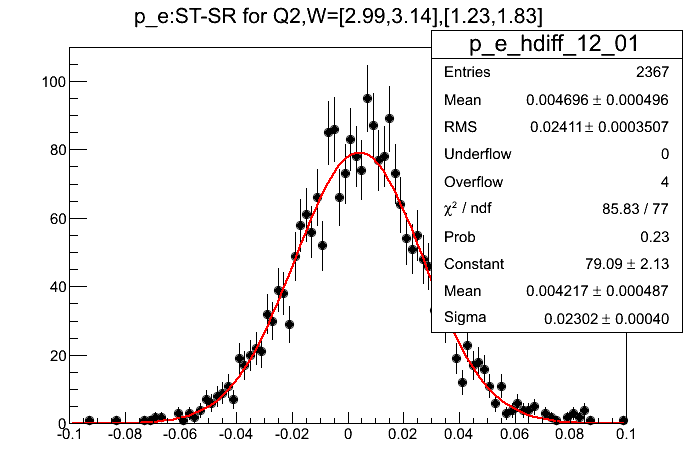 p_e:ST-SR for Q2,W=[2.99,3.14],[1.23,1.83]
p_e_hdiff_12_01
Entries 2367
Mean 0.004696 ± 0.000496
RMS 0.02411 ± 0.0003507
Underflow 0
Overflow 4
χ² / ndf 85.83 / 77
Prob 0.23
Constant 79.09 ± 2.13
Mean 0.004217 ± 0.000487
Sigma 0.02302 ± 0.00040
100
80
60
40
20
0
-0.1 -0.08 -0.06 -0.04 -0.02 0 0.02 0.04 0.06 0.08 0.1